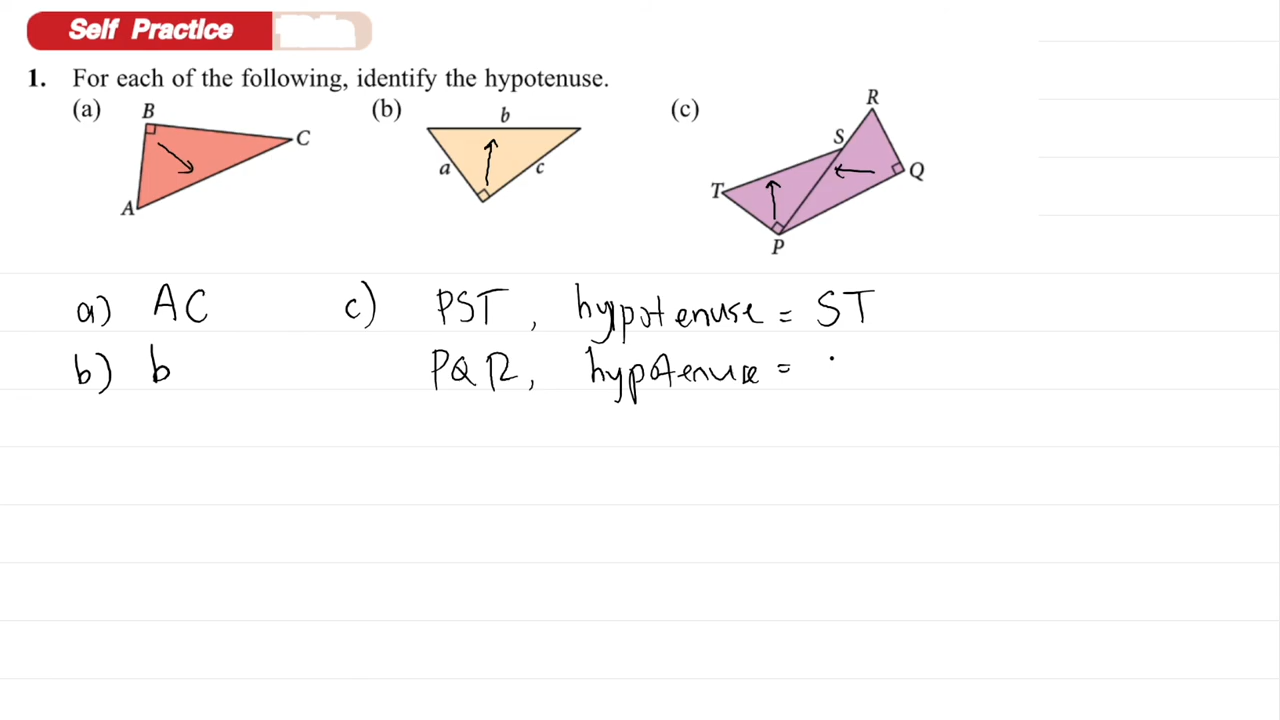 Self Practice
1. For each of the following, identify the hypotenuse.
(a) (b) (c)
B
C
A
b
a
c
R
S
T
Q
P
a) AC
b) b
c) PST, hypotenuse = ST
PQR, hypotenuse =